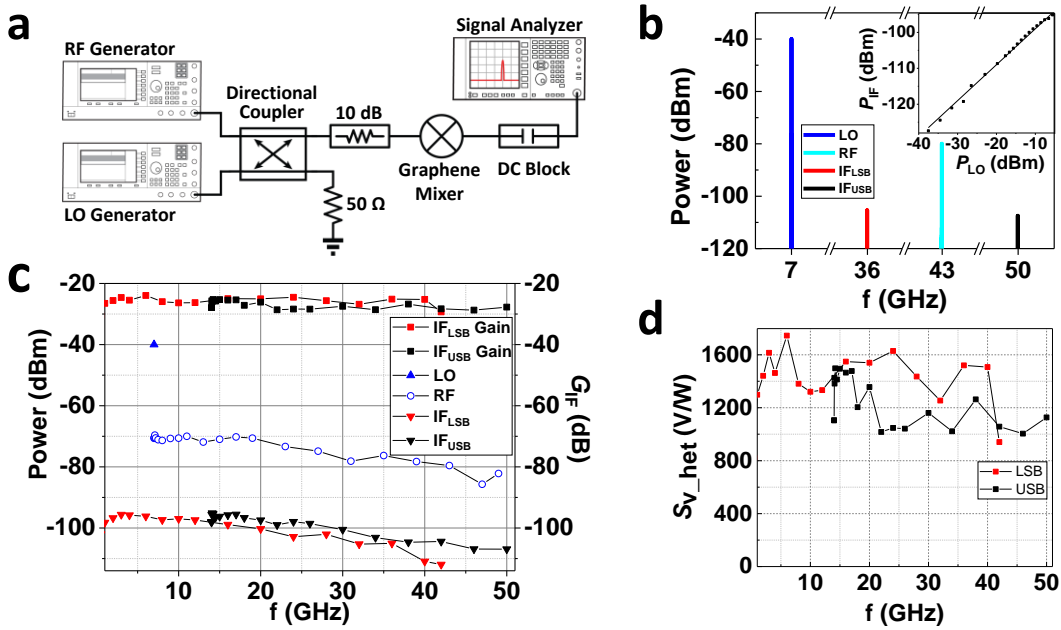 a
RF Generator
LO Generator
Directional
Coupler
10 dB
50 Ω
Graphene
Mixer
DC Block
Signal Analyzer
b
Power (dBm)
-40
-60
-80
-100
-120
LO
RF
IFLSB
IFUSB
7
36
43
50
f (GHz)
PIF (dBm)
-100
-110
-120
-40
-30
-20
-10
PLO (dBm)
c
Power (dBm)
-20
-40
-60
-80
-100
-20
-40
-60
-80
-100
GIF (dB)
IFLSB Gain
IFUSB Gain
LO
RF
IFLSB
IFUSB
10
20
30
40
50
f (GHz)
d
Sv_het (V/W)
1600
1200
800
400
0
LSB
USB
10
20
30
40
50
f (GHz)